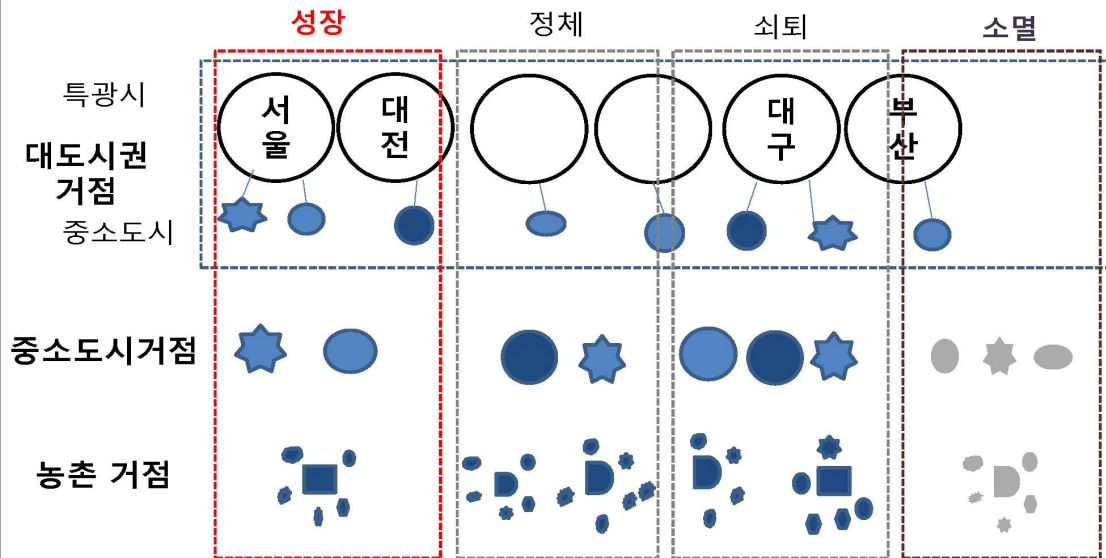 성장
정체
쇠퇴
소멸
특광시
서
울
대
전
대
구
부
산
대도시권
거점
중소도시
중소도시거점
농촌 거점